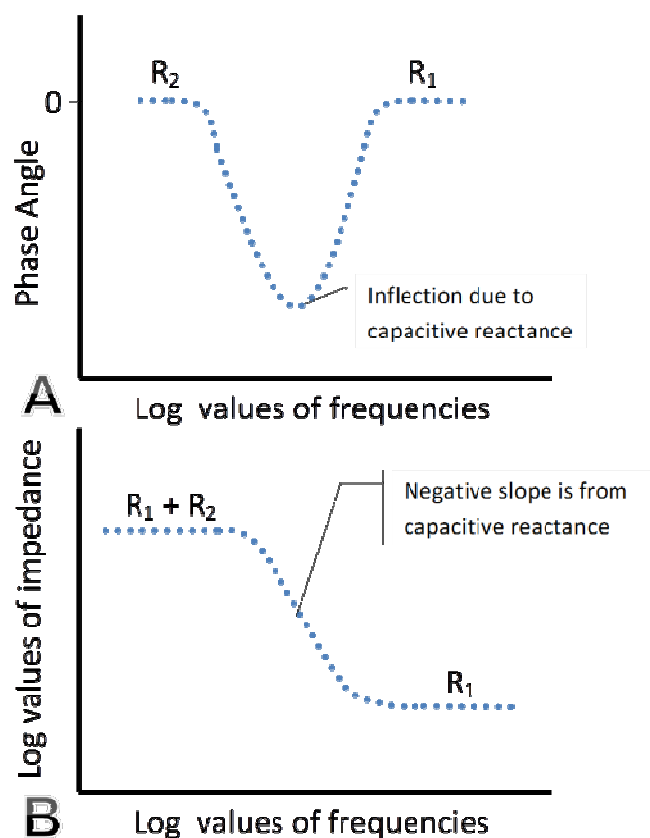 R₂
R₁
0
Phase Angle
Inflection due to
capacitive reactance
A
Log values of frequencies
Log values of impedance
R₁ + R₂
Negative slope is from
capacitive reactance
R₁
B
Log values of frequencies